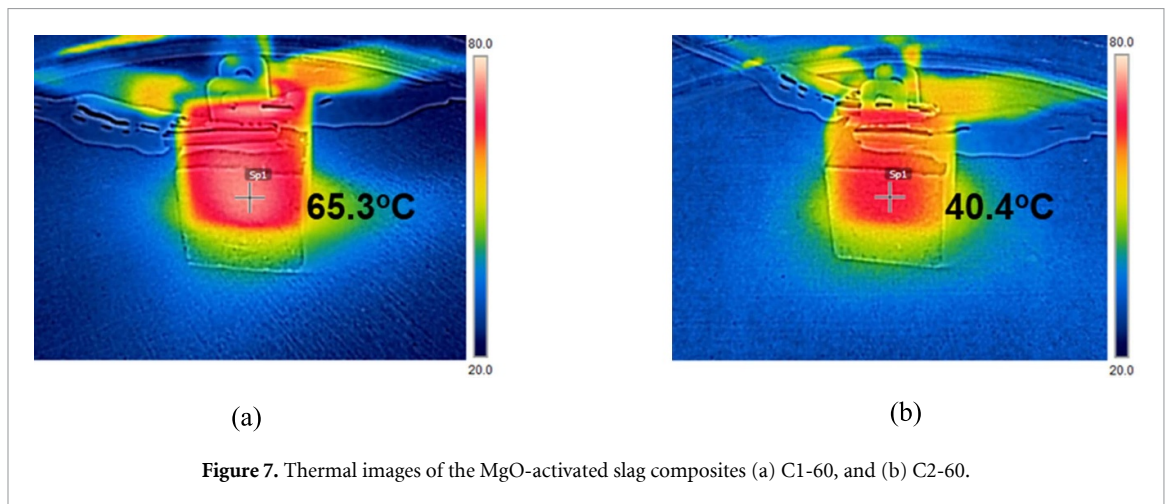 80.0
Sp1
65.3°C
20.0
(a)
80.0
Sp1
40.4°C
20.0
(b)
Figure 7. Thermal images of the MgO-activated slag composites (a) C1-60, and (b) C2-60.